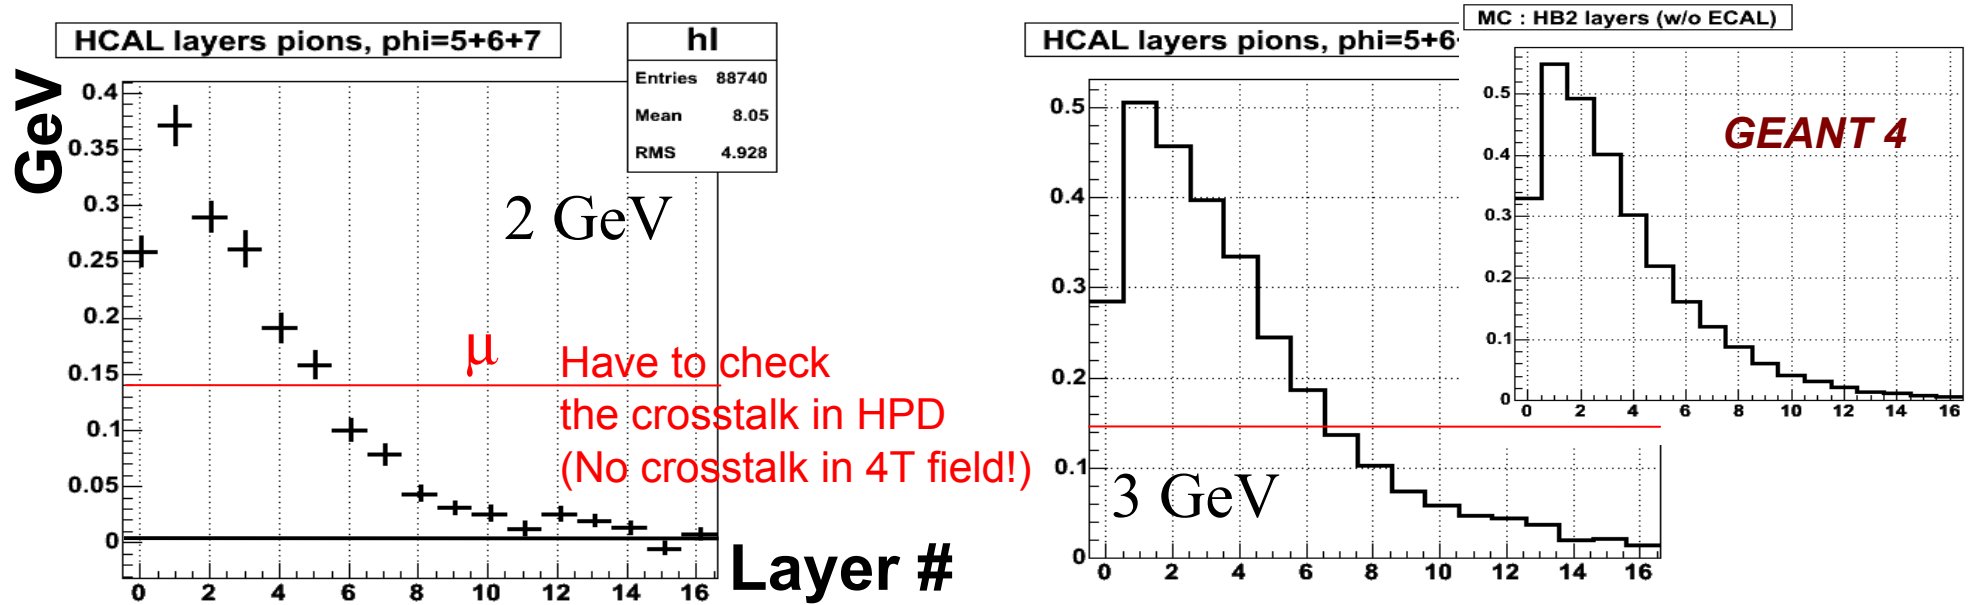 HCAL layers pions, phi=5+6+7
hl
Entries 88740
Mean 8.05
RMS 4.928
GeV
0.4
0.35
0.3
0.25
0.2
0.15
0.1
0.05
0
2 GeV
μ
Have to check
the crosstalk in HPD
(No crosstalk in 4T field!)
0 2 4 6 8 10 12 14 16
Layer #
HCAL layers pions, phi=5+6
0.5
0.4
0.3
0.2
0.1
0
3 GeV
0 2 4 6 8 10 12 14 16
MC : HB2 layers (w/o ECAL)
GEANT 4
0.5
0.4
0.3
0.2
0.1
0
0 2 4 6 8 10 12 14 16